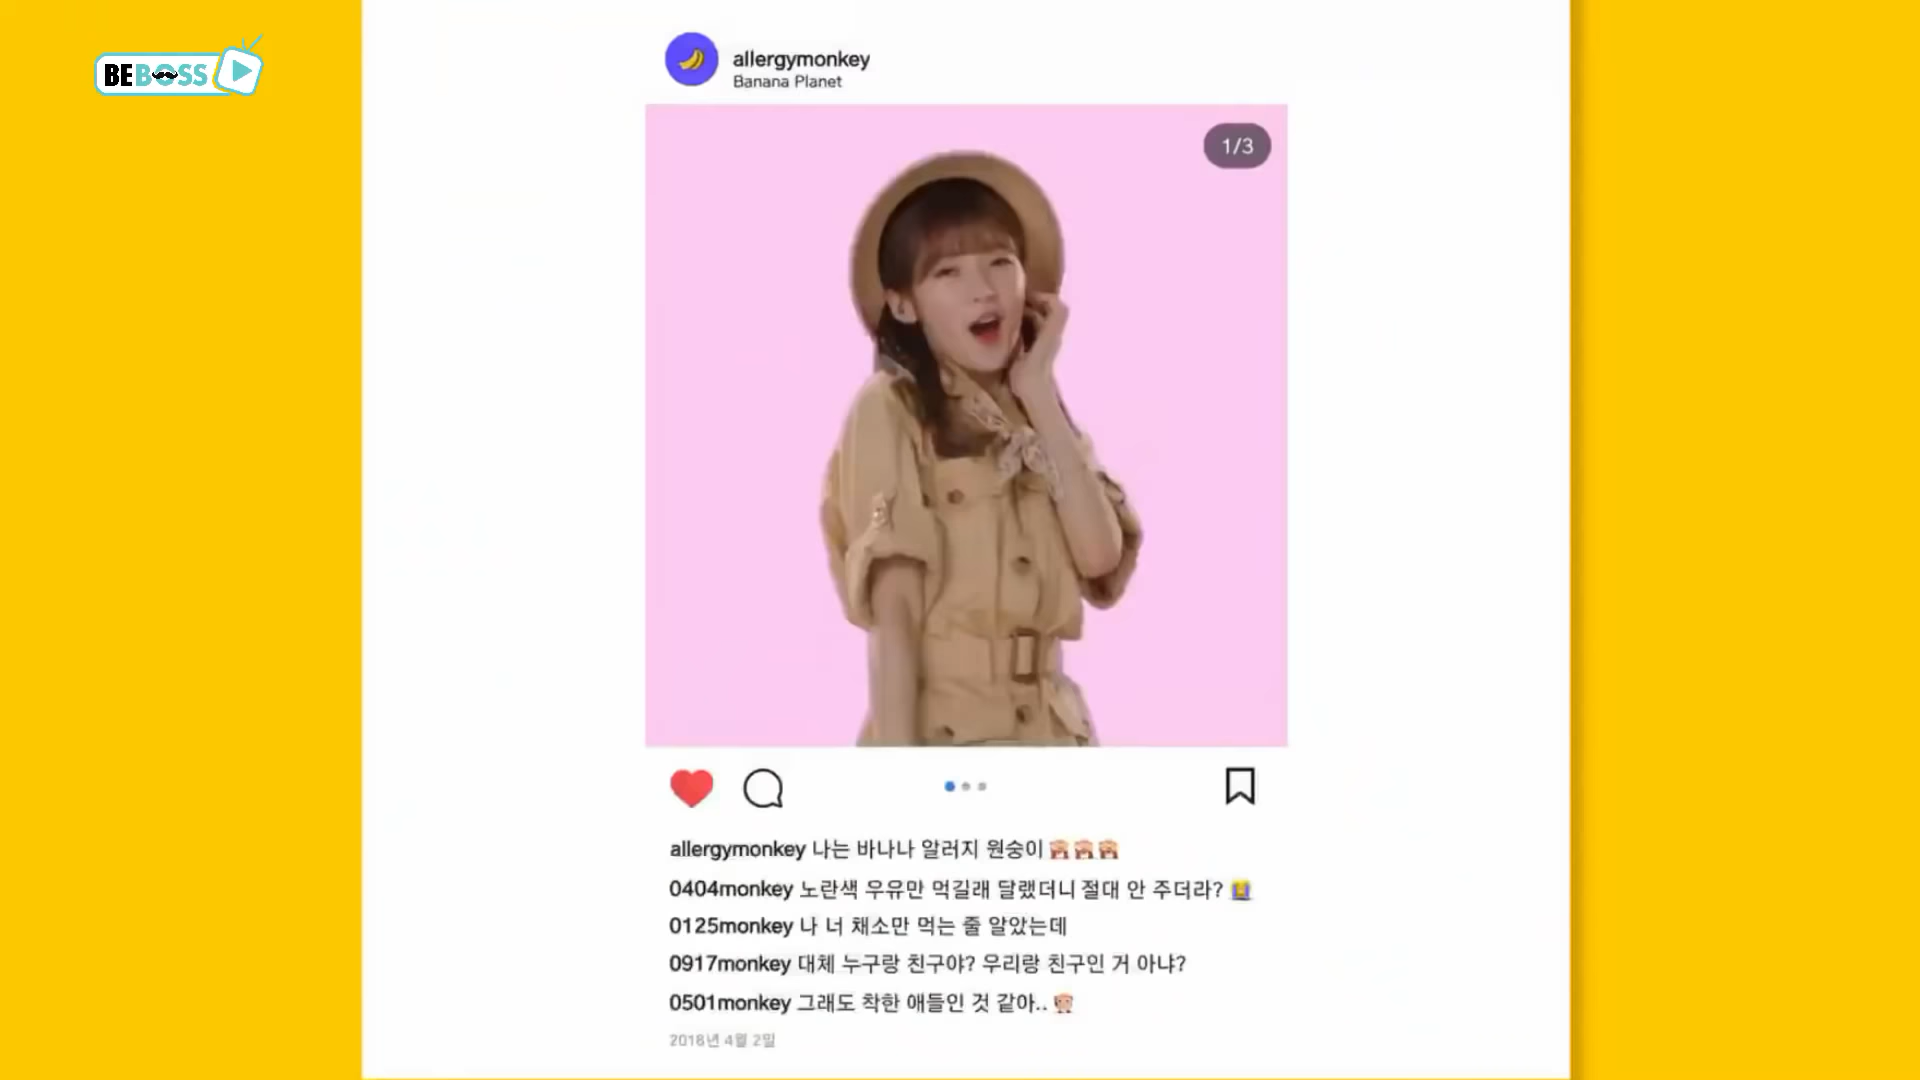 BEBOSS
allergymonkey
Banana Planet
1/3
allergymonkey 나는 바나나 알러지 원숭이
0404monkey 노란색 우유만 먹길래 달랬더니 절대 안 주더라?
0125monkey 나 너 채소만 먹는 줄 알았는데
0917monkey 대체 누구랑 친구야? 우리랑 친구인 거 아냐?
0501monkey 그래도 착한 애들인 것 같아..
2018년 4월 2일